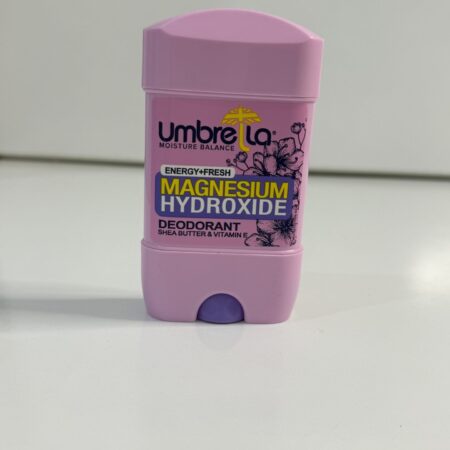 Umbrella
MOISTURE BALANCE
ENERGY+FRESH
MAGNESIUM
HYDROXIDE
DEODORANT
SHEA BUTTER & VITAMIN E